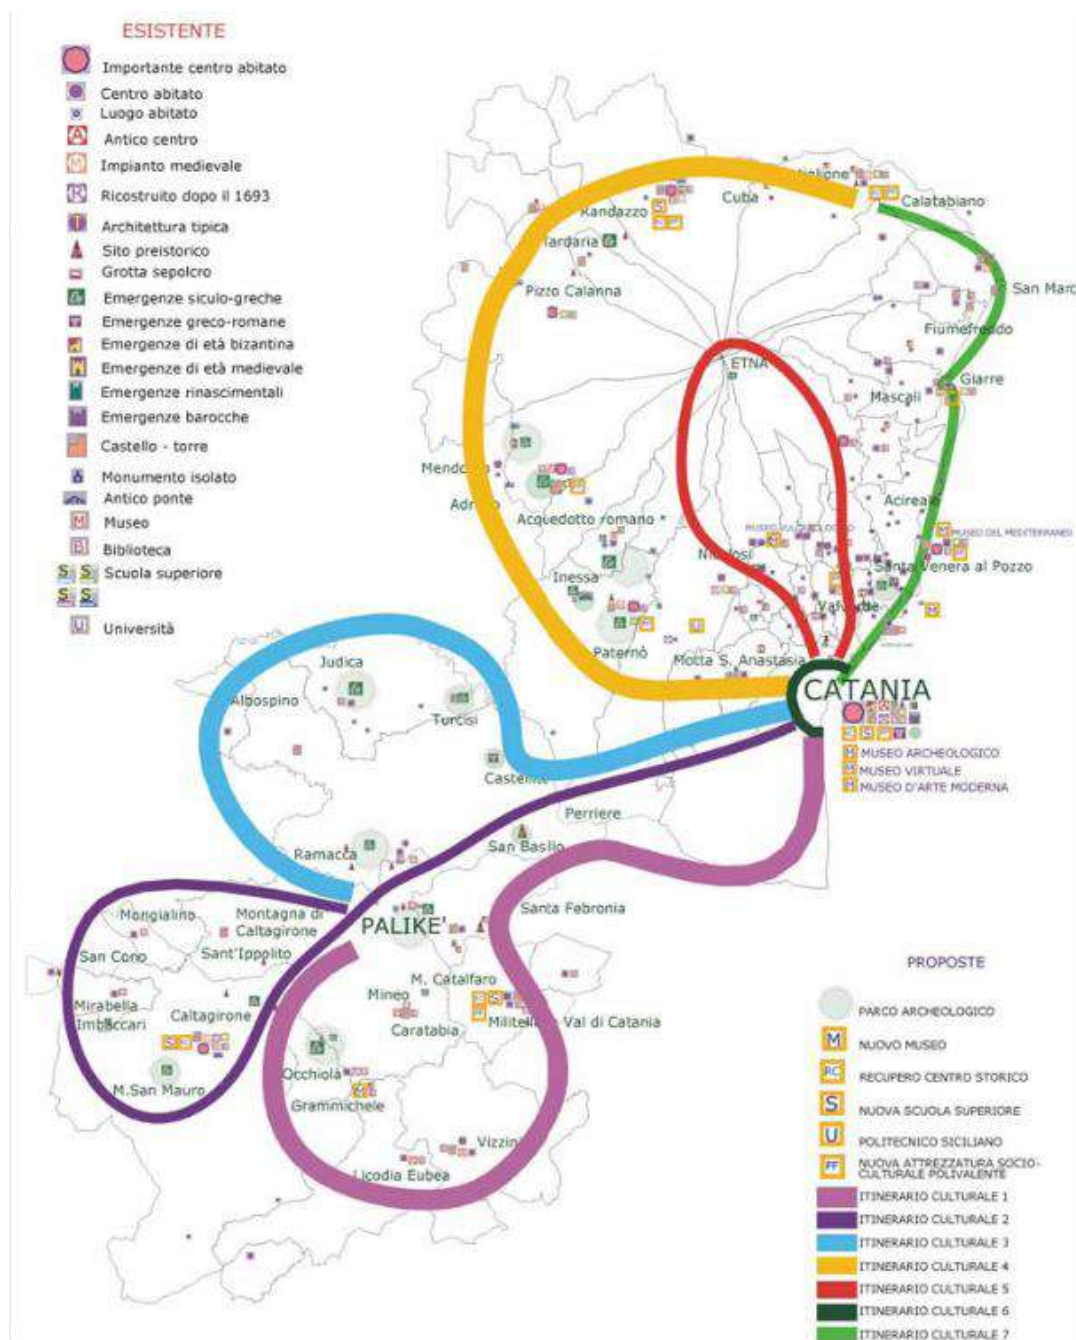 ESISTENTE
Importante centro abitato
Centro abitato
Luogo abitato
A Antico centro
M Impianto medievale
R Ricostruito dopo il 1693
T Architettura tipica
Sito preistorico
Grotta sepolcro
Emergenze siculo-greche
Emergenze greco-romane
Emergenze di età bizantina
Emergenze di età medievale
Emergenze rinascimentali
Emergenze barocche
Castello - torre
Monumento isolato
Antico ponte
M Museo
B Biblioteca
S S Scuola superiore
S S
U Università
Cuba
Calatabiano
Randazzo
S
Tardaria
Pizzo Calanna
San Marc
Fiumefreddo
ETNA
Giarre
Mascali
Acquedotto romano
MUSEO DEL MEDITERRANEO
M
Santa Venera al Pozzo
Inessa
Paternò
U
Motta S. Anastasia
CATANIA
M MUSEO ARCHEOLOGICO
M MUSEO VIRTUALE
M MUSEO D'ARTE MODERNA
Judica
Albospino
Turcisi
Perriere
San Basilio
Ramacca
Santa Febronia
PALIKE'
Mongialino
Montagna di
Caltagirone
San Cono
Sant'Ippolito
Mirabella
Imbaccari
Caltagirone
M.San Mauro
M. Catalfaro
Mineo
Caratabia
Val di Catania
Occhiolà
Grammichele
Vizzini
Licodia Eubea
PROPOSTE
PARCO ARCHEOLOGICO
M NUOVO MUSEO
RC RECUPERO CENTRO STORICO
S NUOVA SCUOLA SUPERIORE
U POLITECNICO SICILIANO
FF NUOVA ATTREZZATURA SOCIO-
CULTURALE POLIVALENTE
ITINERARIO CULTURALE 1
ITINERARIO CULTURALE 2
ITINERARIO CULTURALE 3
ITINERARIO CULTURALE 4
ITINERARIO CULTURALE 5
ITINERARIO CULTURALE 6
ITINERARIO CULTURALE 7